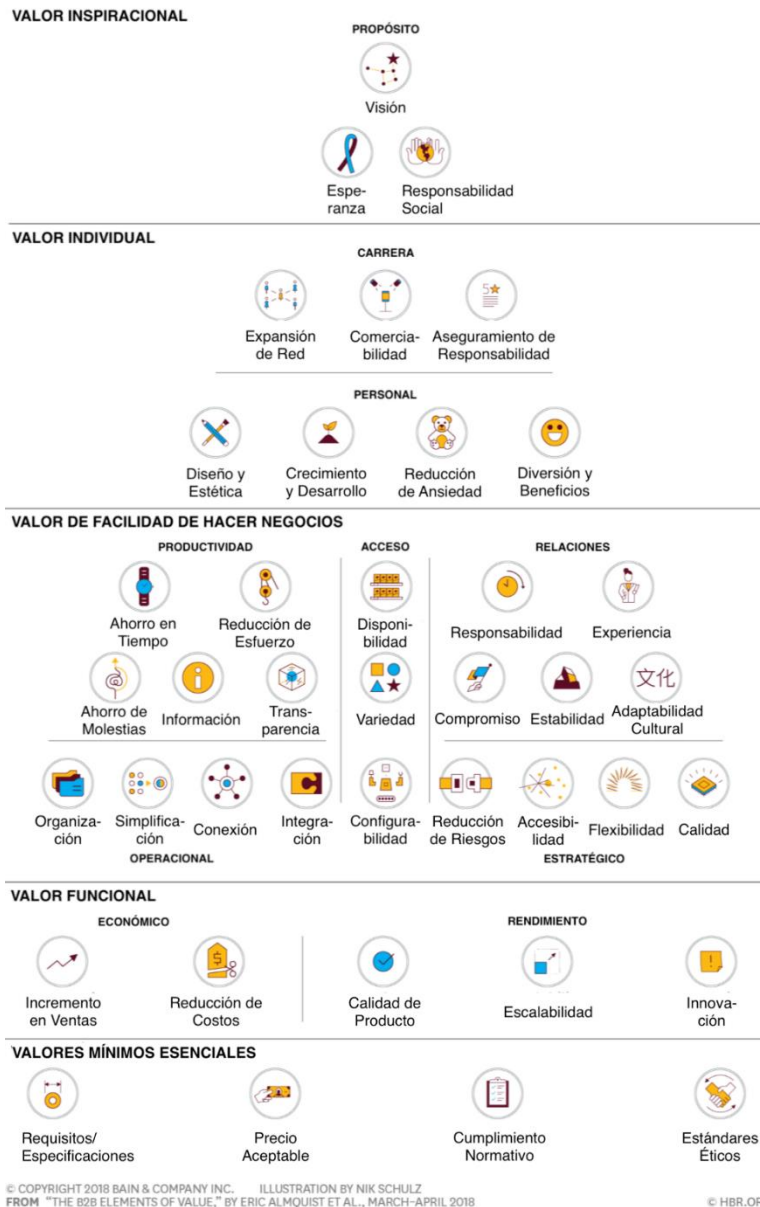 VALOR INSPIRACIONAL
PROPÓSITO
Visión
Espe-
ranza
Responsabilidad
Social
VALOR INDIVIDUAL
CARRERA
Expansión
de Red
Comercia-
bilidad
5
Aseguramiento de
Responsabilidad
PERSONAL
Diseño y
Estética
Crecimiento
y Desarrollo
Reducción
de Ansiedad
Diversión y
Beneficios
VALOR DE FACILIDAD DE HACER NEGOCIOS
PRODUCTIVIDAD
ACCESO
RELACIONES
Ahorro en
Tiempo
Reducción de
Esfuerzo
Disponi-
bilidad
Responsabilidad
Experiencia
Ahorro de
Molestias
i
Información
Trans-
parencia
Variedad
Compromiso
Estabilidad
文化
Adaptabilidad
Cultural
Organiza-
ción
Simplifica-
ción
Conexión
Integra-
ción
Configura-
bilidad
Reducción
de Riesgos
Accesibi-
lidad
Flexibilidad
Calidad
OPERACIONAL
ESTRATÉGICO
VALOR FUNCIONAL
ECONÓMICO
RENDIMIENTO
Incremento
en Ventas
$
Reducción de
Costos
Calidad de
Producto
Escalabilidad
!
Innova-
ción
VALORES MÍNIMOS ESENCIALES
Requisitos/
Especificaciones
Precio
Aceptable
Cumplimiento
Normativo
Estándares
Éticos
© COPYRIGHT 2018 BAIN & COMPANY INC. ILLUSTRATION BY NIK SCHULZ
FROM "THE B2B ELEMENTS OF VALUE," BY ERIC ALMQUIST ET AL., MARCH–APRIL 2018
© HBR.OR